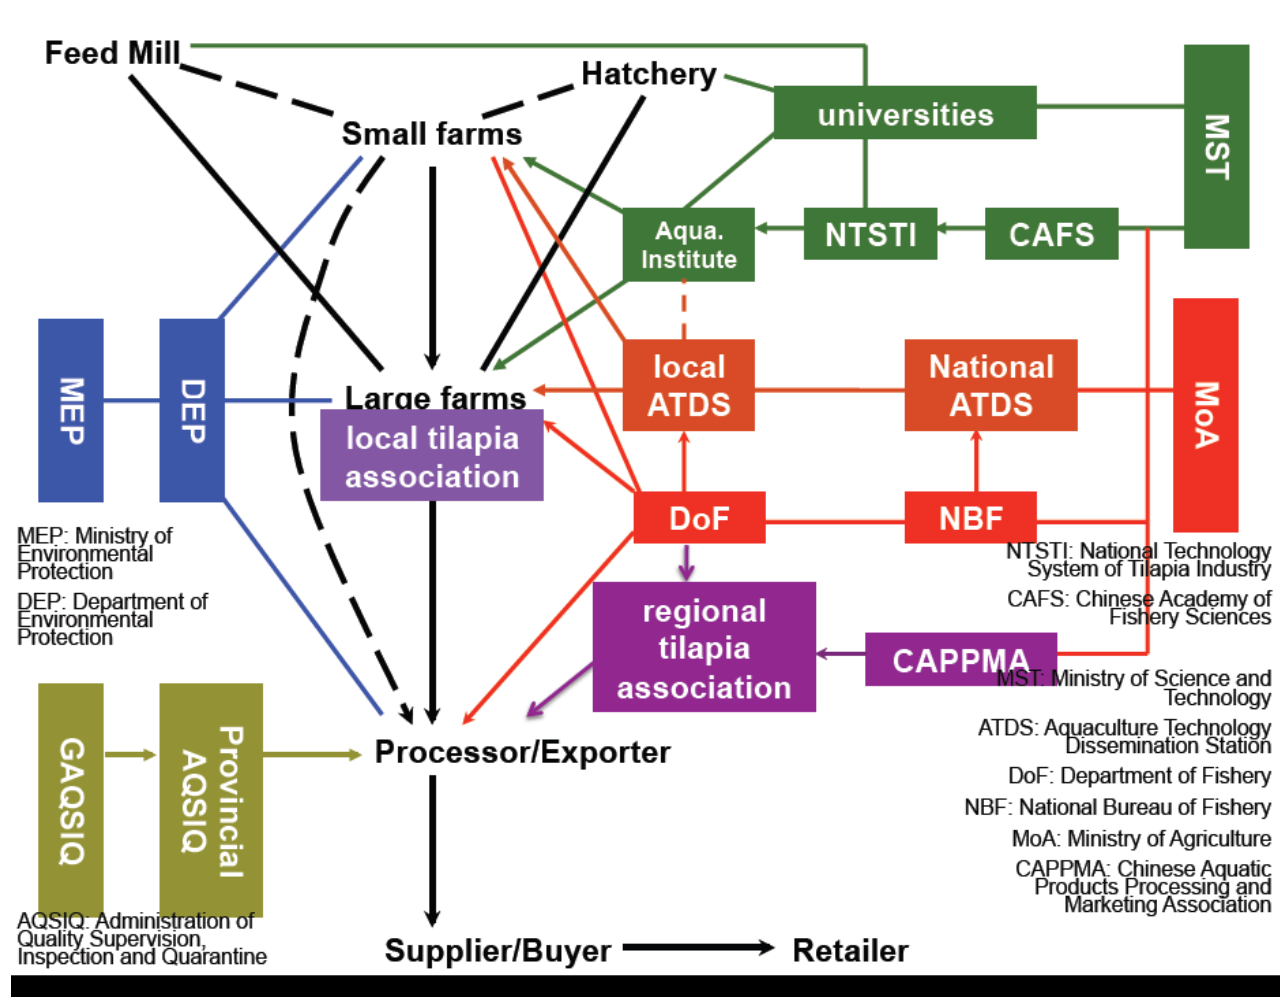 Feed Mill
Hatchery
Small farms
universities
MST
Aqua.
Institute
NTSTI
CAFS
MEP
DEP
Large farms
local tilapia
association
local
ATDS
National
ATDS
MoA
DoF
NBF
MEP: Ministry of
Environmental
Protection
DEP: Department of
Environmental
Protection
regional
tilapia
association
CAPPMA
NTSTI: National Technology
System of Tilapia Industry
CAFS: Chinese Academy of
Fishery Sciences
MST: Ministry of Science and
Technology
ATDS: Aquaculture Technology
Dissemination Station
DoF: Department of Fishery
NBF: National Bureau of Fishery
MoA: Ministry of Agriculture
CAPPMA: Chinese Aquatic
Products Processing and
Marketing Association
GAQSIQ
Provincial
AQSIQ
Processor/Exporter
AQSIQ: Administration of
Quality Supervision,
Inspection and Quarantine
Supplier/Buyer
Retailer